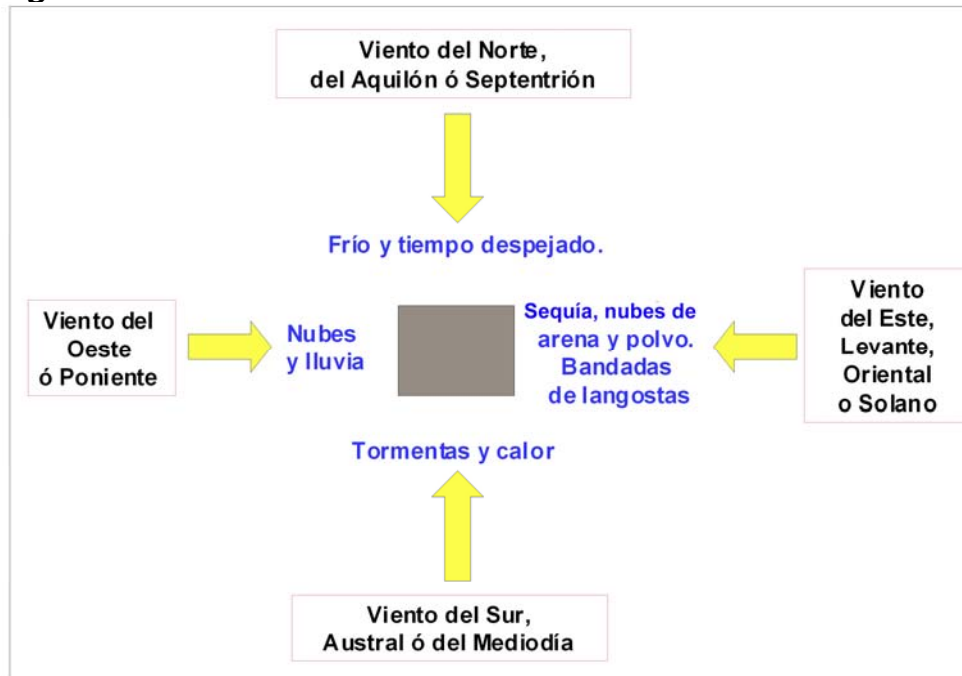 Viento del Norte,
del Aquilón ó Septentrión
Frío y tiempo despejado.
Viento del
Oeste
ó Poniente
Nubes
y lluvia
Sequía, nubes de
arena y polvo.
Bandadas
de langostas
Viento
del Este,
Levante,
Oriental
o Solano
Tormentas y calor
Viento del Sur,
Austral ó del Mediodía